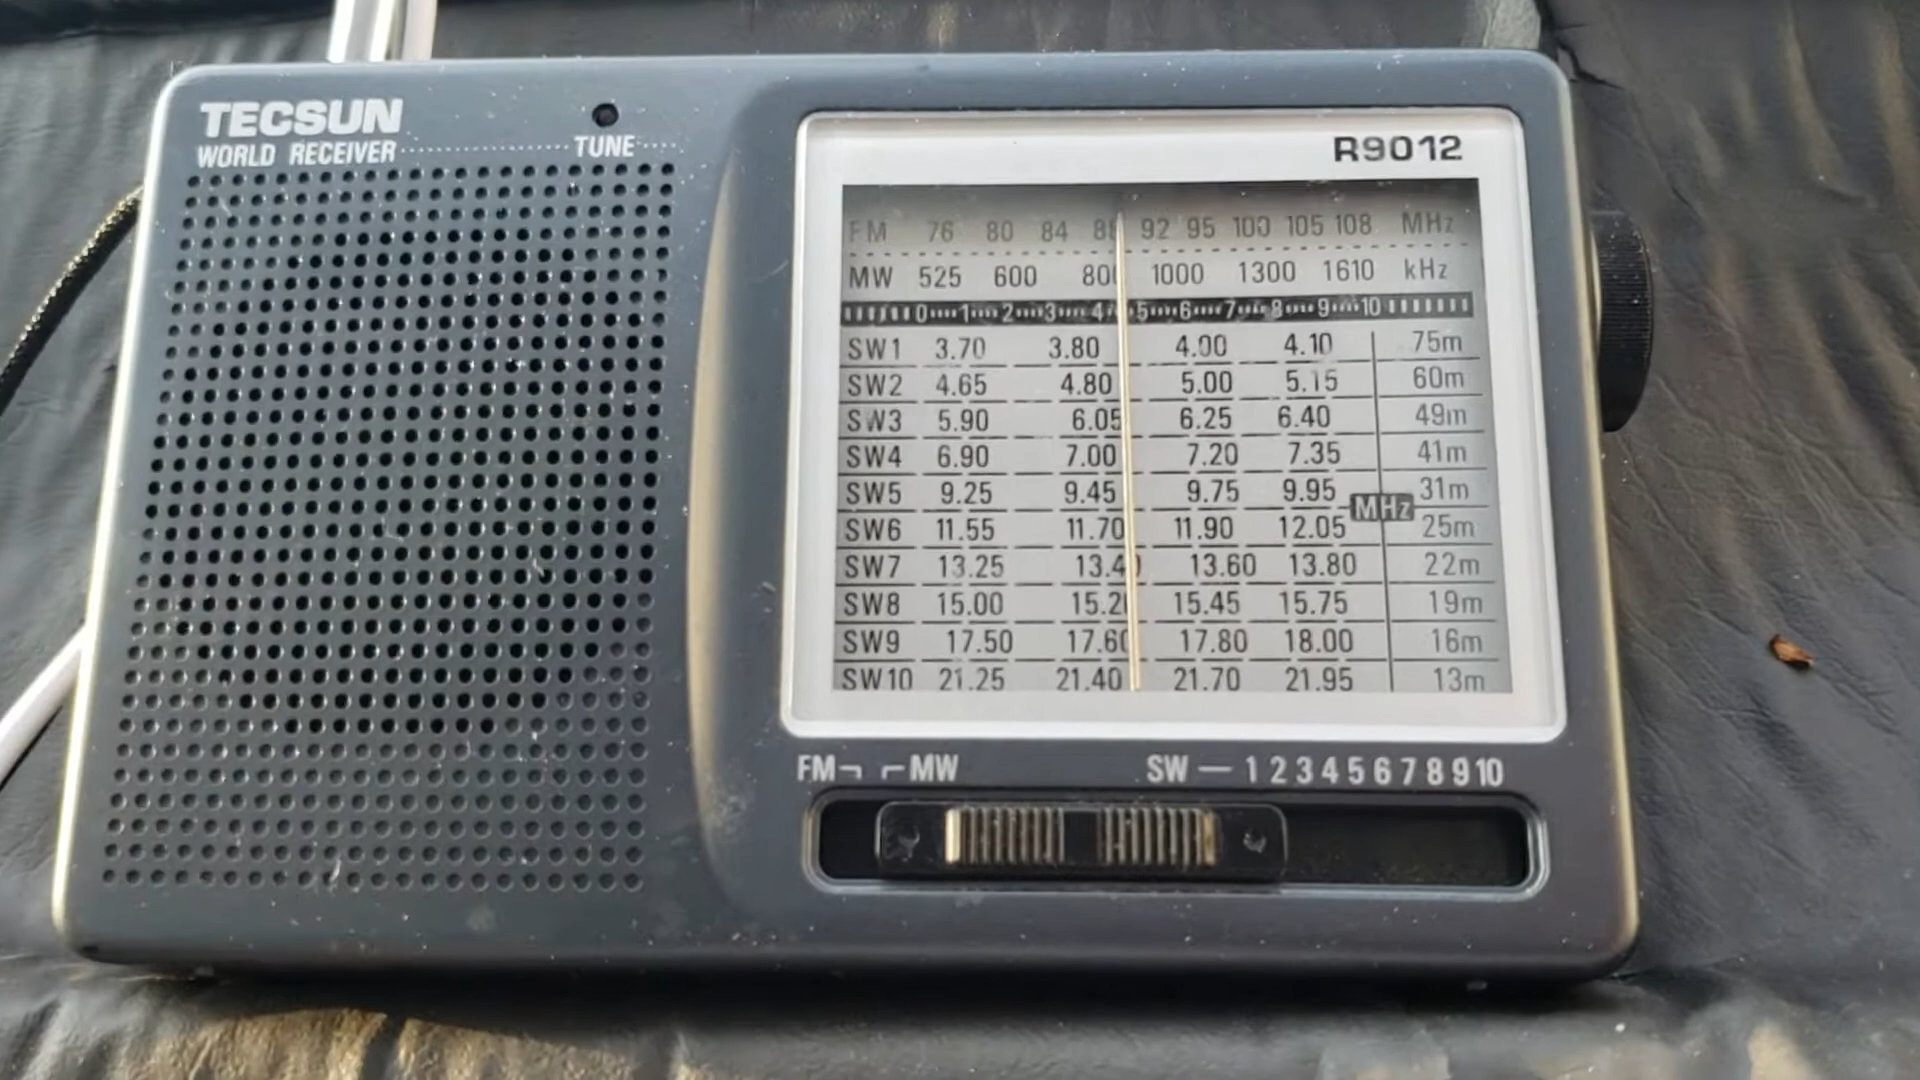 TECSUN
WORLD RECEIVER TUNE
R9012
FM 76 80 84 92 95 100 105 108 MHz
MW 525 600 1000 1300 1610 kHz
0 1 2 3 4 5 6 7 8 9 10
SW1 3.70 3.80 4.00 4.10 75m
SW2 4.65 4.80 5.00 5.15 60m
SW3 5.90 6.05 6.25 6.40 49m
SW4 6.90 7.00 7.20 7.35 41m
SW5 9.25 9.45 9.75 9.95 31m
MHz
SW6 11.55 11.70 11.90 12.05 25m
SW7 13.25 13.40 13.60 13.80 22m
SW8 15.00 15.20 15.45 15.75 19m
SW9 17.50 17.60 17.80 18.00 16m
SW10 21.25 21.40 21.70 21.95 13m
FM MW SW — 1 2 3 4 5 6 7 8 9 10